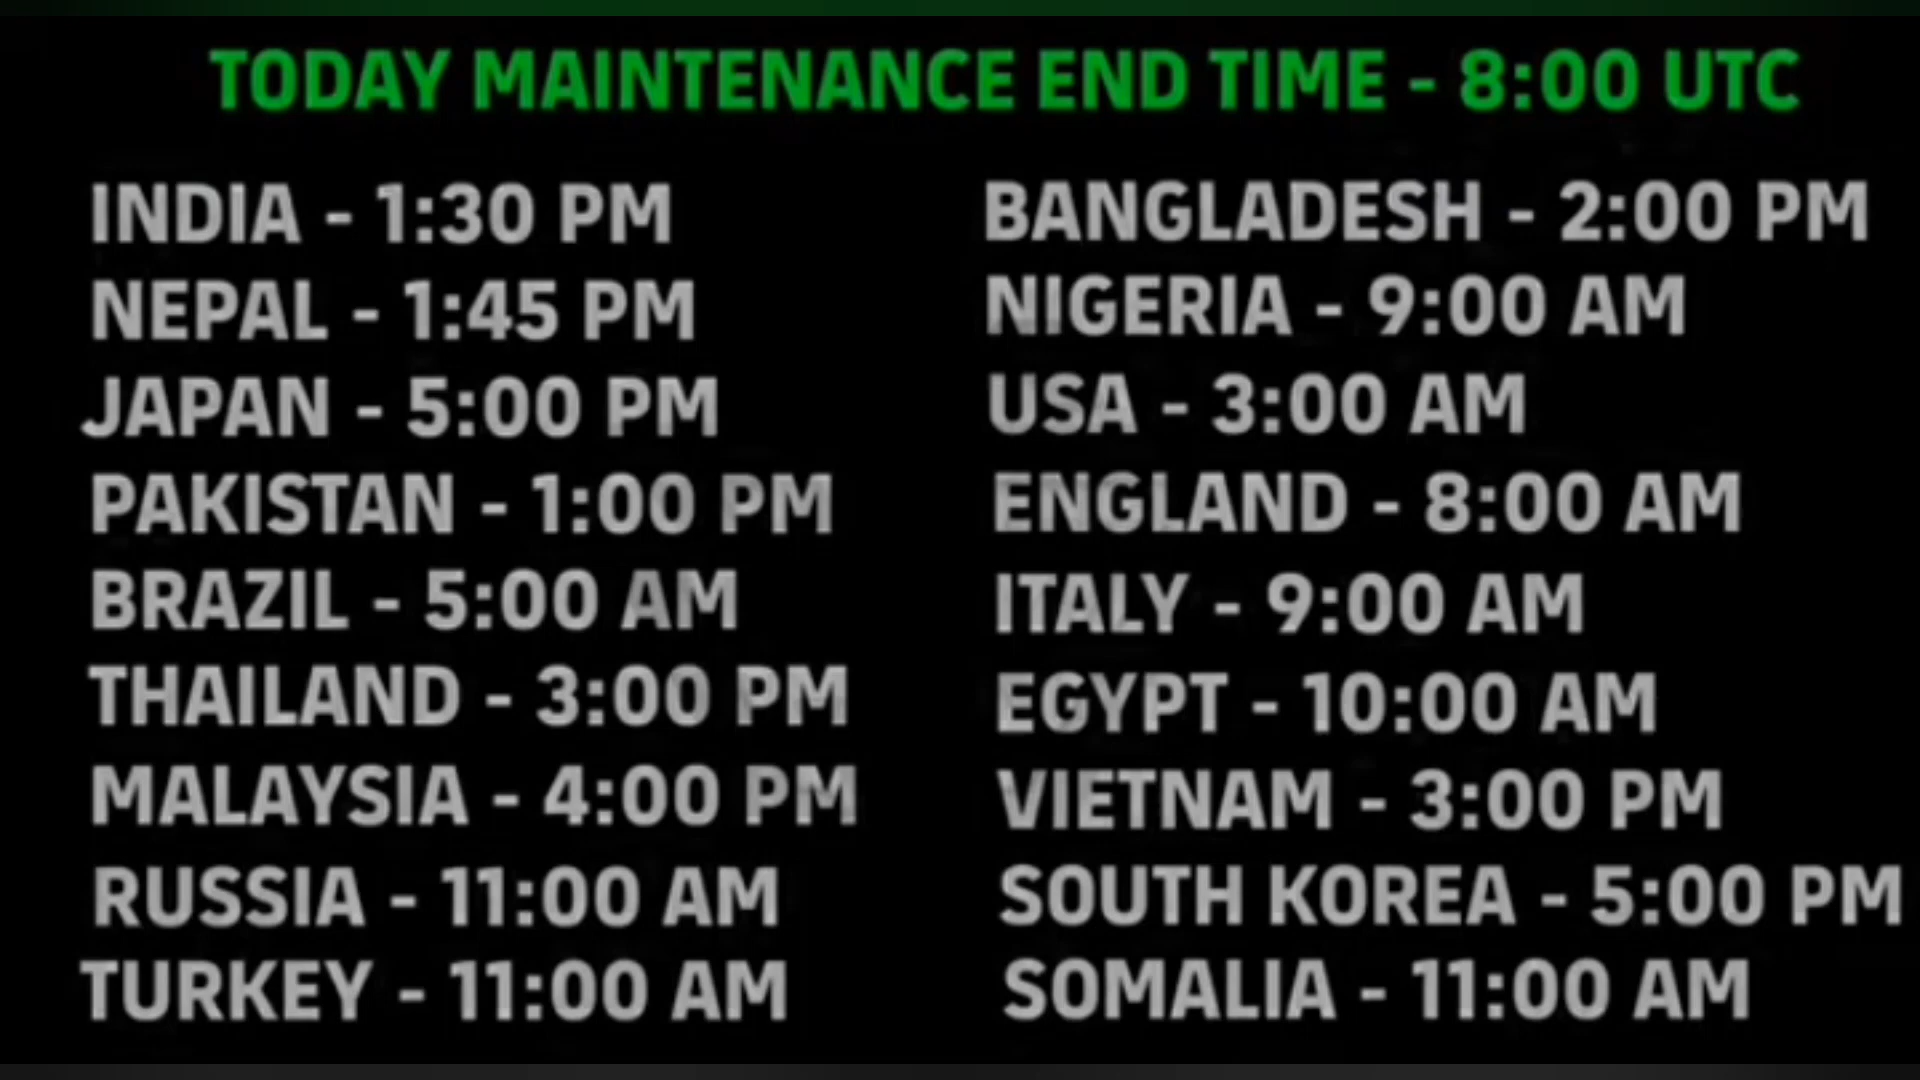 TODAY MAINTENANCE END TIME - 8:00 UTC
INDIA - 1:30 PM
NEPAL - 1:45 PM
JAPAN - 5:00 PM
PAKISTAN - 1:00 PM
BRAZIL - 5:00 AM
THAILAND - 3:00 PM
MALAYSIA - 4:00 PM
RUSSIA - 11:00 AM
TURKEY - 11:00 AM
BANGLADESH - 2:00 PM
NIGERIA - 9:00 AM
USA - 3:00 AM
ENGLAND - 8:00 AM
ITALY - 9:00 AM
EGYPT - 10:00 AM
VIETNAM - 3:00 PM
SOUTH KOREA - 5:00 PM
SOMALIA - 11:00 AM